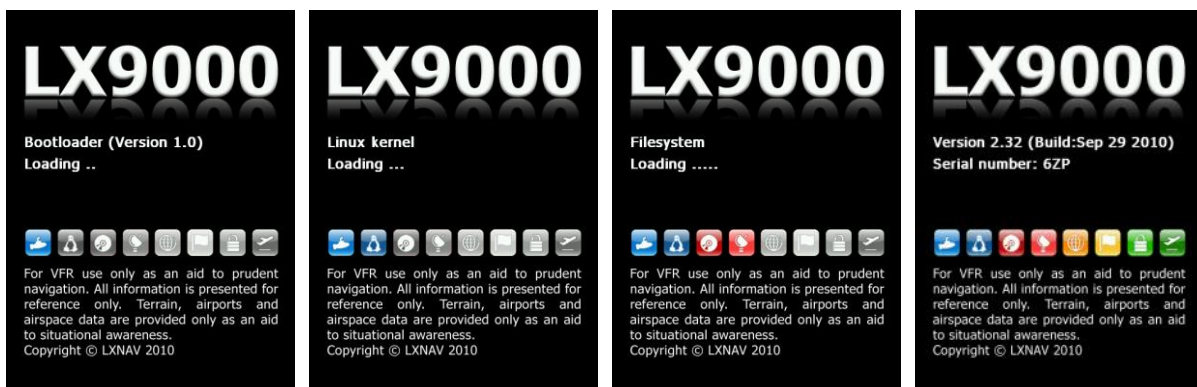 LX9000
Bootloader (Version 1.0)
Loading ..
For VFR use only as an aid to prudent
navigation. All information is presented for
reference only. Terrain, airports and
airspace data are provided only as an aid
to situational awareness.
Copyright © LXNAV 2010
LX9000
Linux kernel
Loading ...
For VFR use only as an aid to prudent
navigation. All information is presented for
reference only. Terrain, airports and
airspace data are provided only as an aid
to situational awareness.
Copyright © LXNAV 2010
LX9000
Filesystem
Loading .....
For VFR use only as an aid to prudent
navigation. All information is presented for
reference only. Terrain, airports and
airspace data are provided only as an aid
to situational awareness.
Copyright © LXNAV 2010
LX9000
Version 2.32 (Build:Sep 29 2010)
Serial number: 6ZP
For VFR use only as an aid to prudent
navigation. All information is presented for
reference only. Terrain, airports and
airspace data are provided only as an aid
to situational awareness.
Copyright © LXNAV 2010